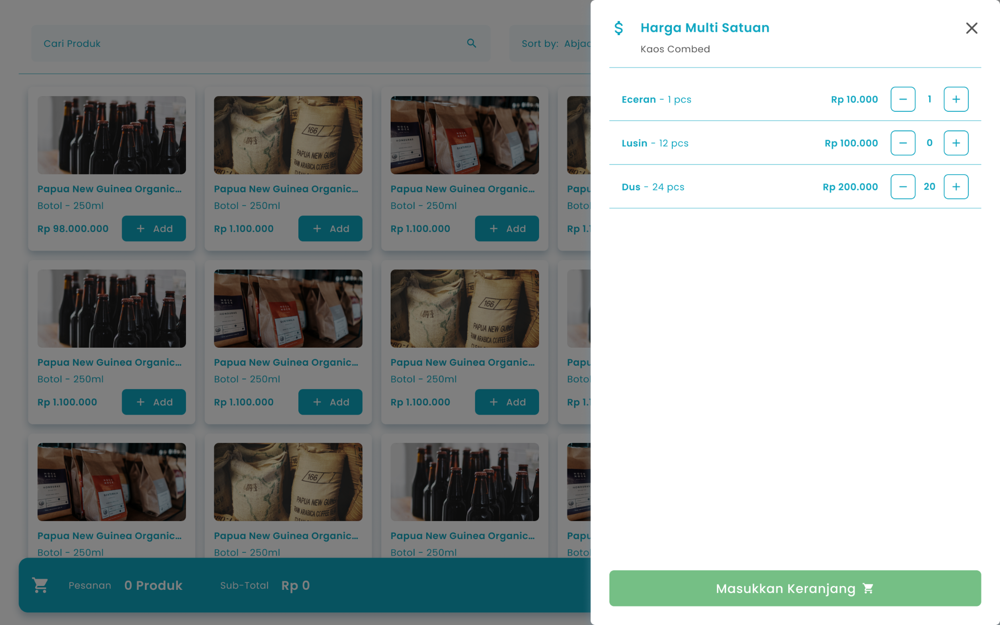 Cari Produk
Sort by: Abjac
Papua New Guinea Organic...
Botol - 250ml
Rp 98.000.000
+ Add
Papua New Guinea Organic...
Botol - 250ml
Rp 1.100.000
+ Add
Papua New Guinea Organic...
Botol - 250ml
Rp 1.100.000
+ Add
Papu
Boto
Rp 1.1
Papua New Guinea Organic...
Botol - 250ml
Rp 1.100.000
+ Add
Papua New Guinea Organic...
Botol - 250ml
Rp 1.100.000
+ Add
Papua New Guinea Organic...
Botol - 250ml
Rp 1.100.000
+ Add
Papu
Boto
Rp 1.1
Papua New Guinea Organic...
Botol - 250ml
Papua New Guinea Organic...
Botol - 250ml
Papua New Guinea Organic...
Botol - 250ml
Papu
Boto
Pesanan 0 Produk Sub-Total Rp 0
$ Harga Multi Satuan
Kaos Combed
Eceran - 1 pcs Rp 10.000 − 1 +
Lusin - 12 pcs Rp 100.000 − 0 +
Dus - 24 pcs Rp 200.000 − 20 +
Masukkan Keranjang